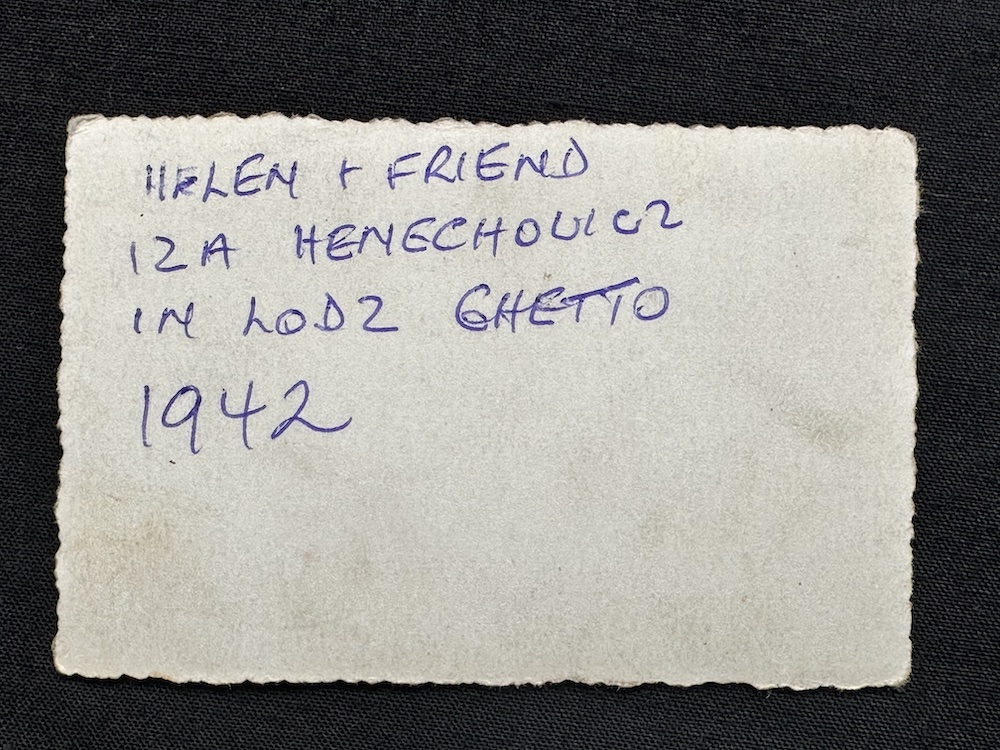 HELEN + FRIEND
IZA HENECHOWICZ
IN LODZ GHETTO
1942